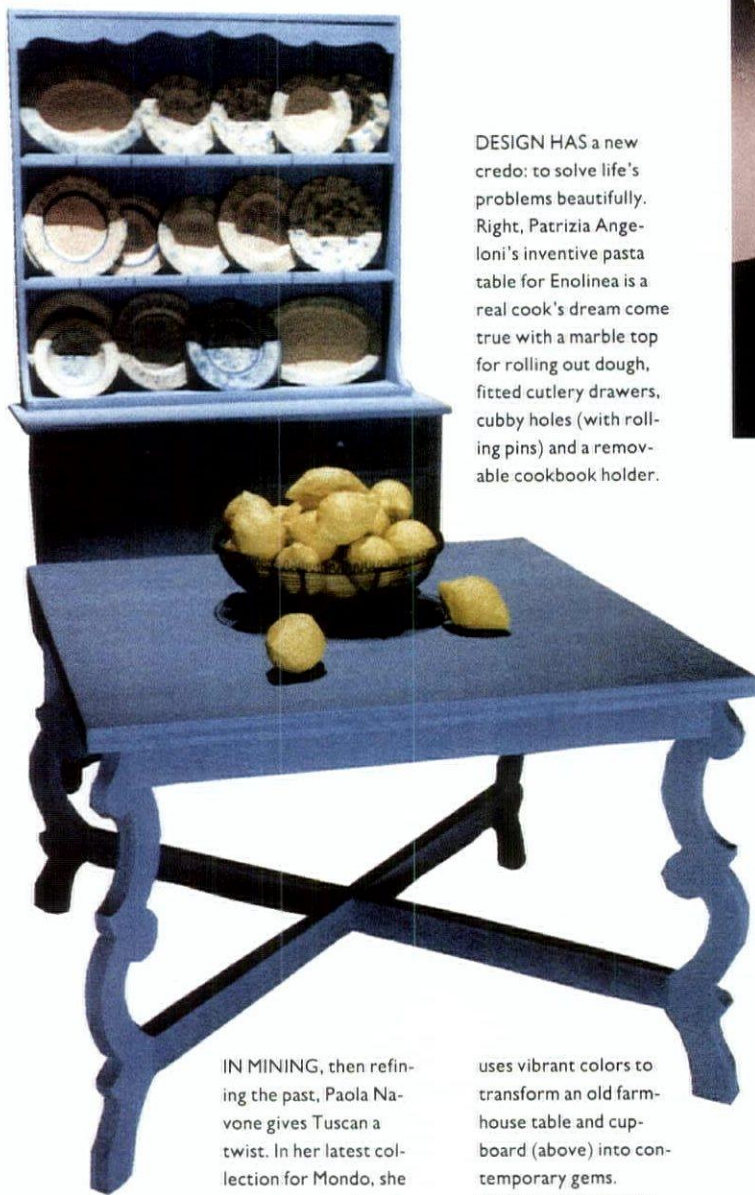 DESIGN HAS a new
credo: to solve life's
problems beautifully.
Right, Patrizia Ange-
loni's inventive pasta
table for Enolinea is a
real cook's dream come
true with a marble top
for rolling out dough,
fitted cutlery drawers,
cubby holes (with roll-
ing pins) and a remov-
able cookbook holder.
IN MINING, then refin-
ing the past, Paola Na-
vone gives Tuscan a
twist. In her latest col-
lection for Mondo, she
uses vibrant colors to
transform an old farm-
house table and cup-
board (above) into con-
temporary gems.